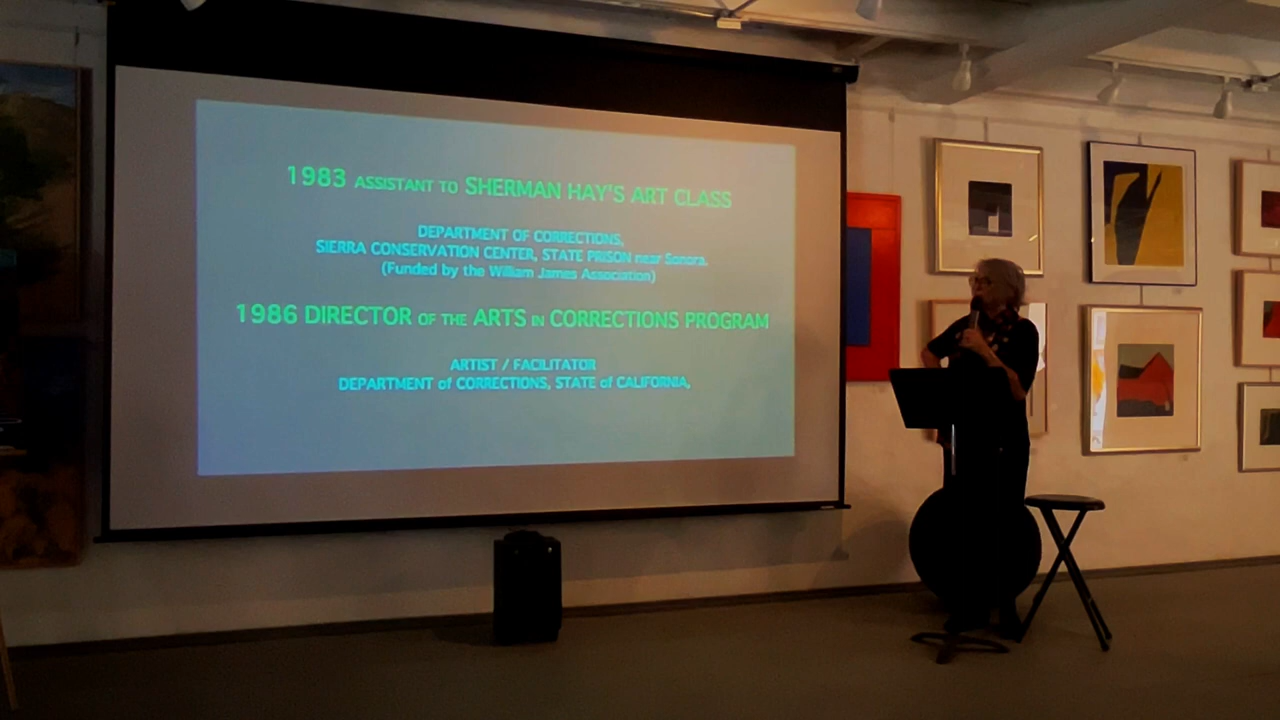 1983 ASSISTANT TO SHERMAN HAY'S ART CLASS
DEPARTMENT OF CORRECTIONS,
SIERRA CONSERVATION CENTER, STATE PRISON near Sonora.
(Funded by the William James Association)
1986 DIRECTOR OF THE ARTS IN CORRECTIONS PROGRAM
ARTIST / FACILITATOR
DEPARTMENT of CORRECTIONS, STATE of CALIFORNIA,